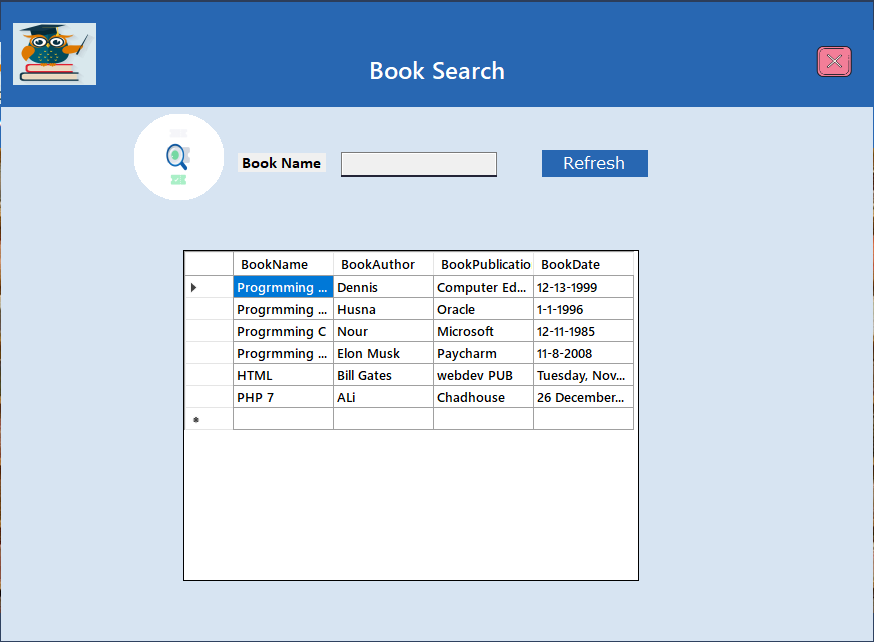 Book Search
Book Name
Refresh
BookName BookAuthor BookPublicatio BookDate
Progrmming ... Dennis Computer Ed... 12-13-1999
Progrmming ... Husna Oracle 1-1-1996
Progrmming C Nour Microsoft 12-11-1985
Progrmming ... Elon Musk Paycharm 11-8-2008
HTML Bill Gates webdev PUB Tuesday, Nov...
PHP 7 ALi Chadhouse 26 December...